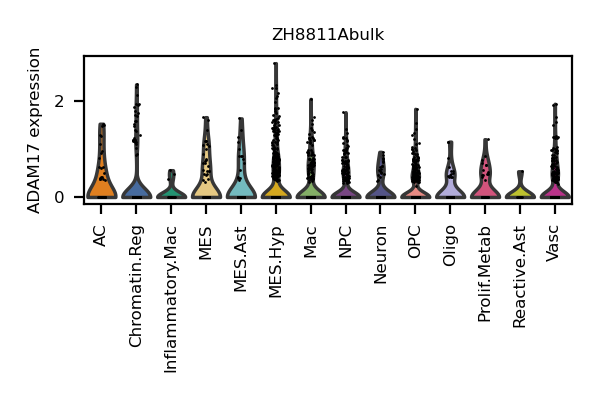 ZH8811Abulk
ADAM17 expression
2
0
AC
Chromatin.Reg
Inflammatory.Mac
MES
MES.Ast
MES.Hyp
Mac
NPC
Neuron
OPC
Oligo
Prolif.Metab
Reactive.Ast
Vasc